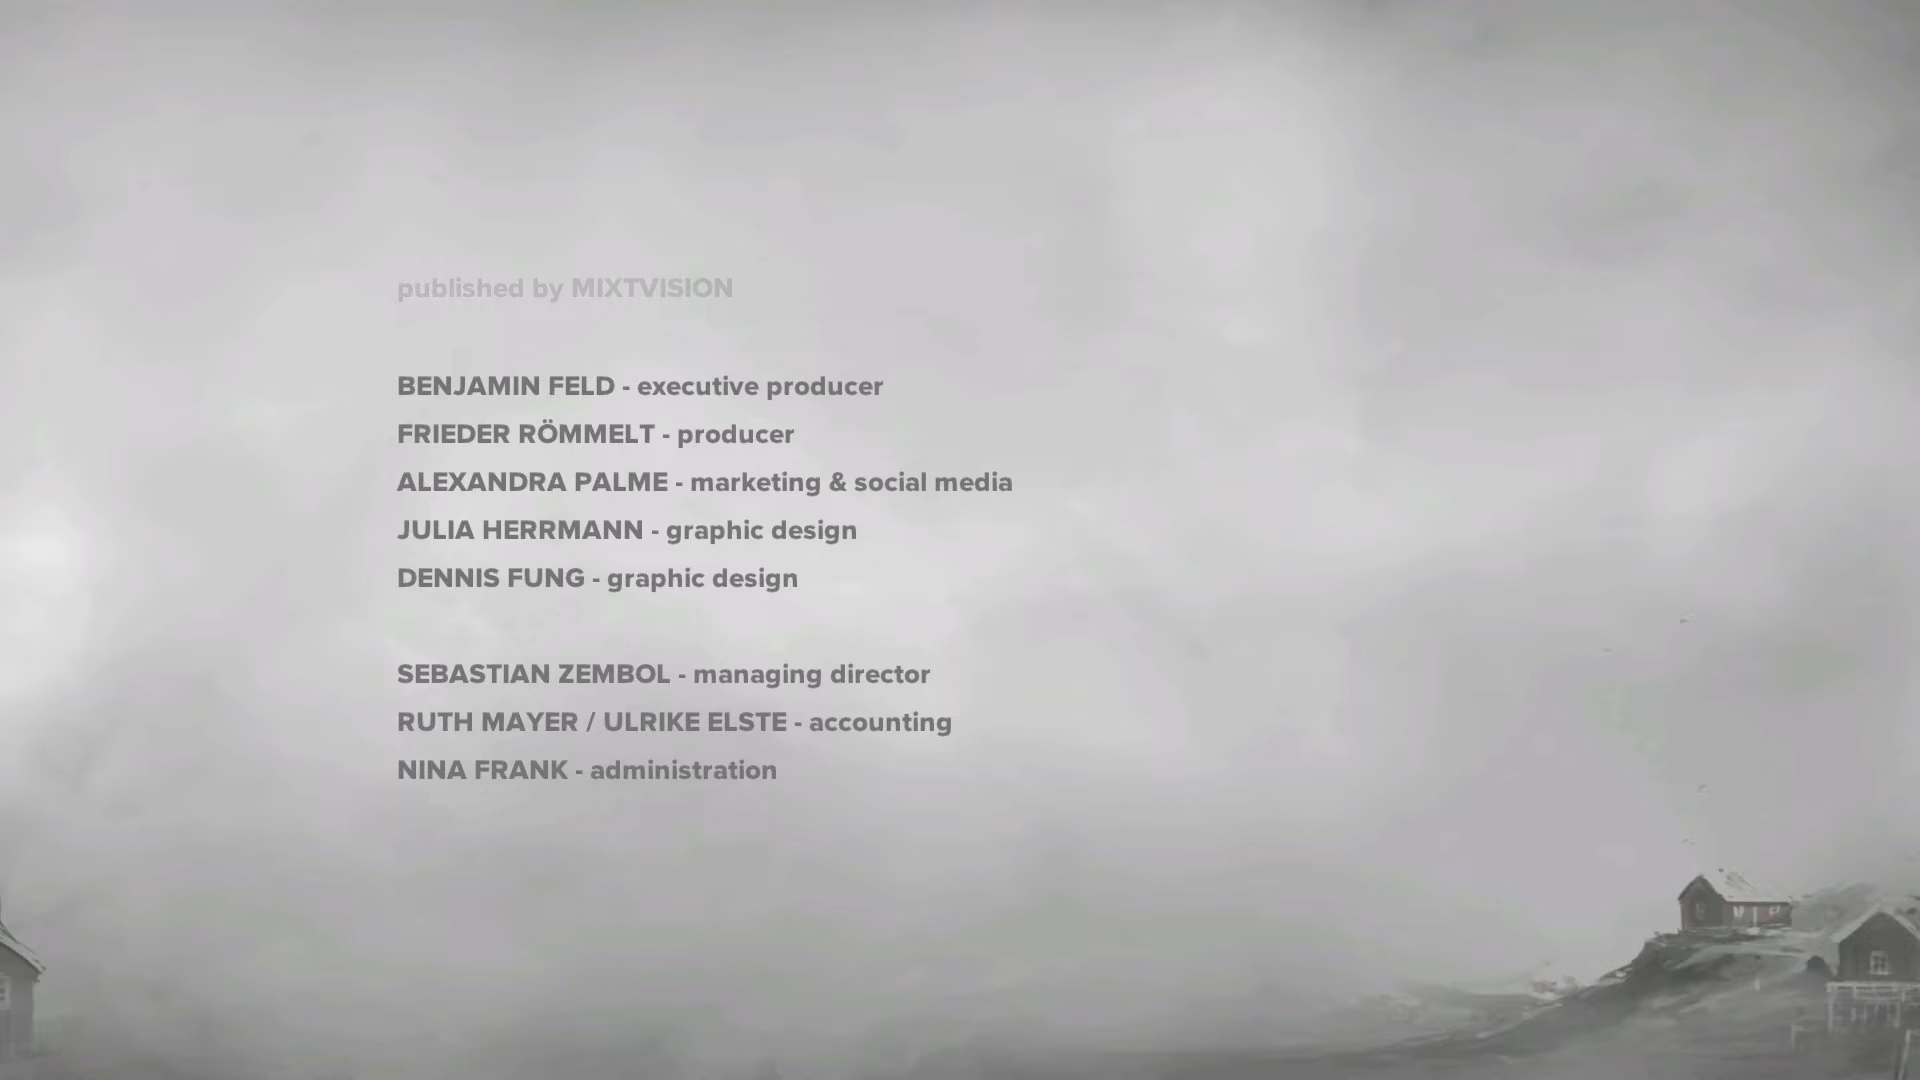 published by MIXTVISION
BENJAMIN FELD - executive producer
FRIEDER RÖMMELT - producer
ALEXANDRA PALME - marketing & social media
JULIA HERRMANN - graphic design
DENNIS FUNG - graphic design
SEBASTIAN ZEMBOL - managing director
RUTH MAYER / ULRIKE ELSTE - accounting
NINA FRANK - administration